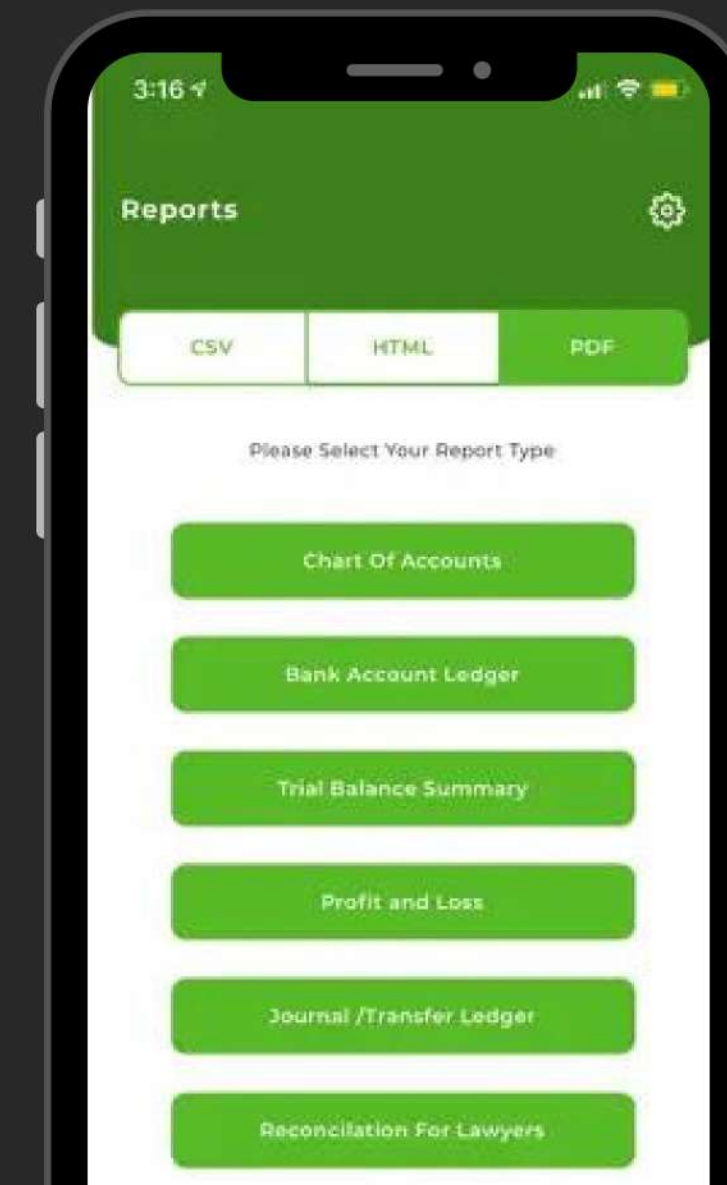 3:16
Reports
CSV HTML PDF
Please Select Your Report Type
Chart Of Accounts
Bank Account Ledger
Trial Balance Summary
Profit and Loss
Journal /Transfer Ledger
Reconcilation For Lawyers